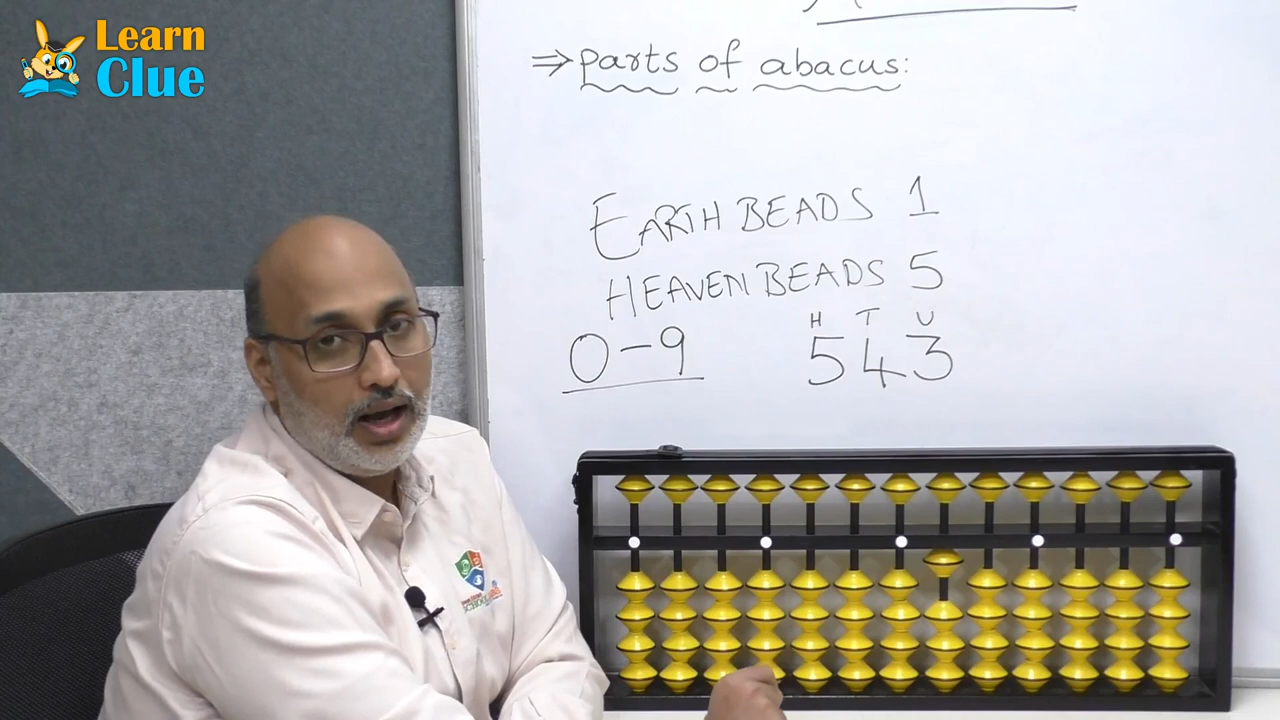 Learn
Clue
⇒ parts of abacus:
EARTH BEADS 1
HEAVEN BEADS 5
H T U
0-9 543